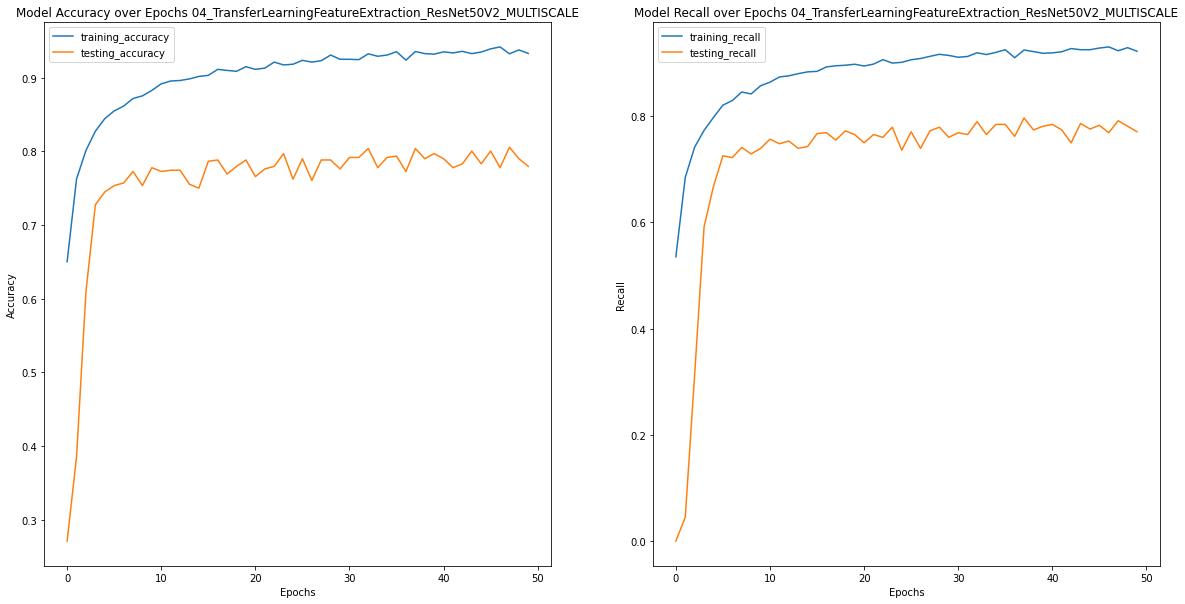 Model Accuracy over Epochs 04_TransferLearningFeatureExtraction_ResNet50V2_MULTISCALE
training_accuracy
testing_accuracy
0.9
0.8
0.7
0.6
0.5
0.4
0.3
Accuracy
0 10 20 30 40 50
Epochs
Model Recall over Epochs 04_TransferLearningFeatureExtraction_ResNet50V2_MULTISCALE
training_recall
testing_recall
0.8
0.6
0.4
0.2
0.0
Recall
0 10 20 30 40 50
Epochs